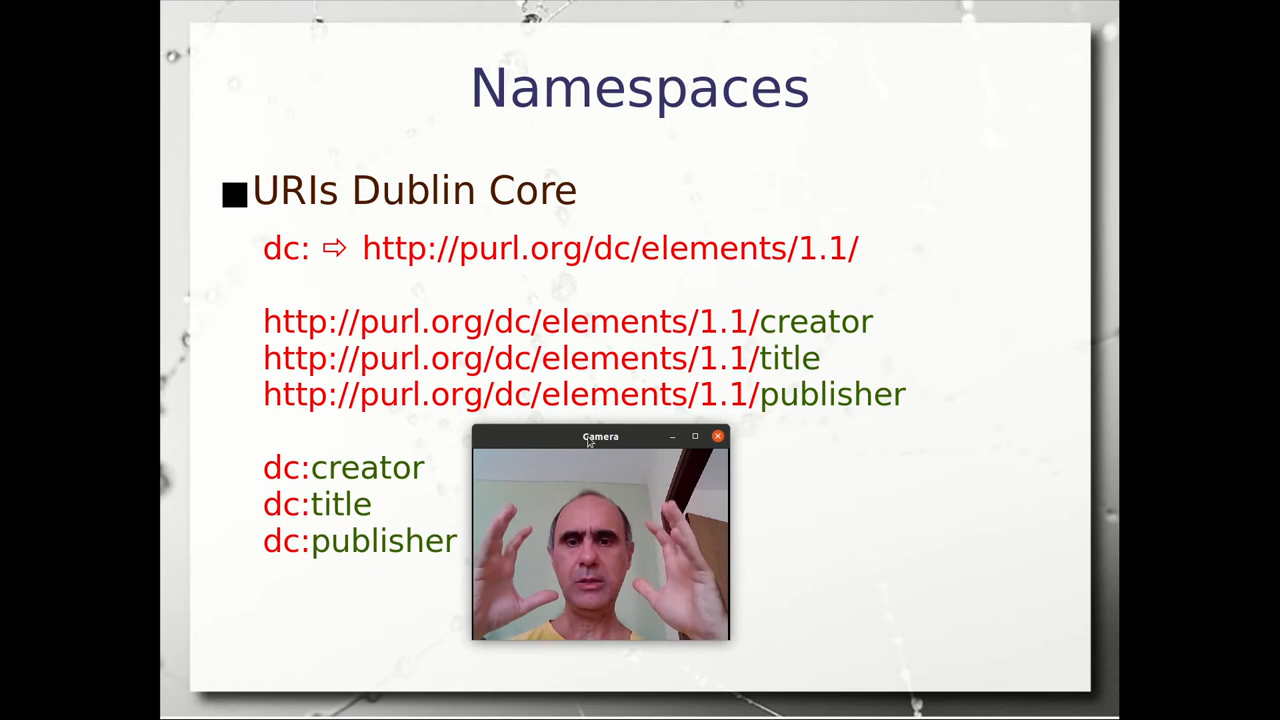 Namespaces
URIs Dublin Core
dc: ⇨ http://purl.org/dc/elements/1.1/
http://purl.org/dc/elements/1.1/creator
http://purl.org/dc/elements/1.1/title
http://purl.org/dc/elements/1.1/publisher
Camera
dc:creator
dc:title
dc:publisher